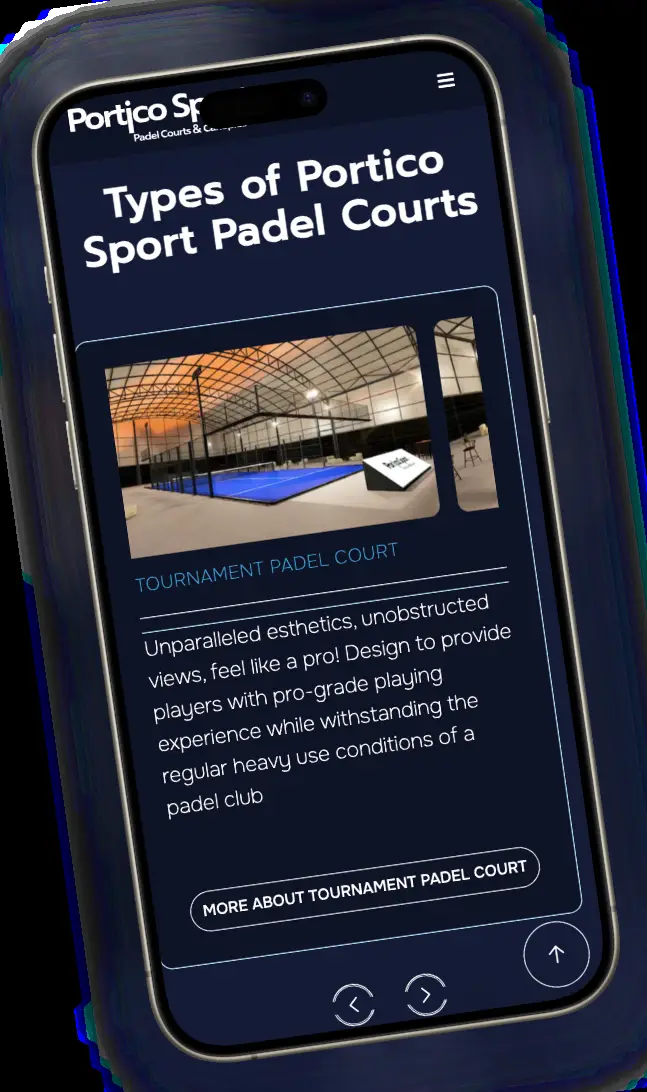 Portico Sp
Padel Courts & Canopies
Types of Portico
Sport Padel Courts
TOURNAMENT PADEL COURT
Unparalleled esthetics, unobstructed
views, feel like a pro! Design to provide
players with pro-grade playing
experience while withstanding the
regular heavy use conditions of a
padel club
MORE ABOUT TOURNAMENT PADEL COURT